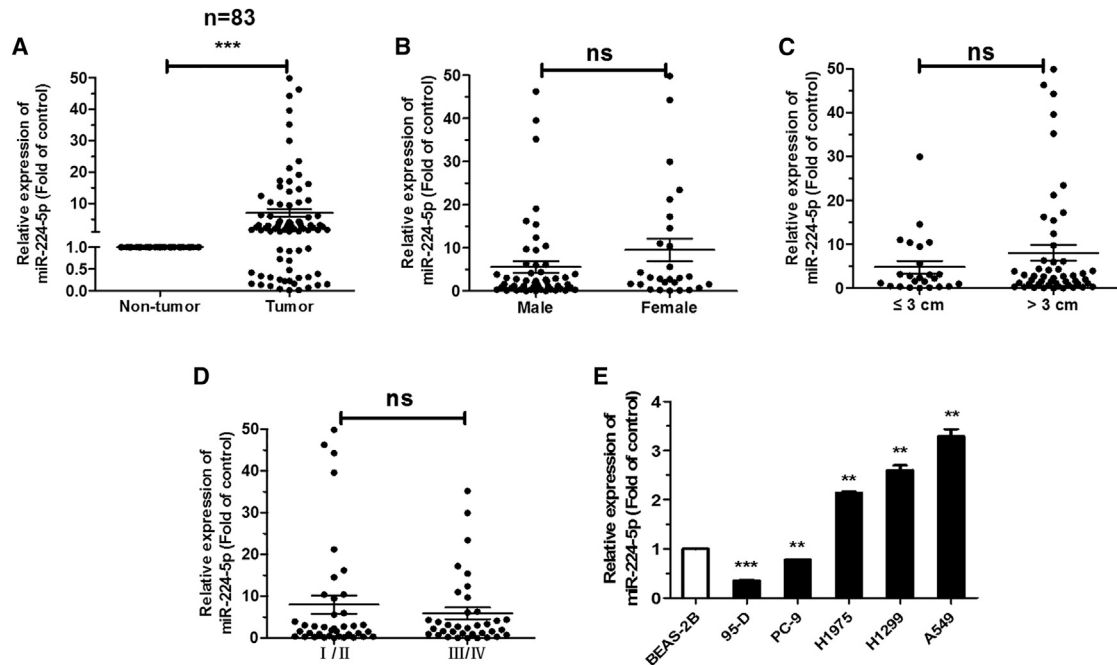 n=83
A
***
Relative expression of
miR-224-5p (Fold of control)
50
40
30
20
10
1.0
0.5
0.0
Non-tumor
Tumor
B
ns
Relative expression of
miR-224-5p (Fold of control)
50
40
30
20
10
0
Male
Female
C
ns
Relative expression of
miR-224-5p (Fold of control)
50
40
30
20
10
0
≤ 3 cm
> 3 cm
D
ns
Relative expression of
miR-224-5p (Fold of control)
50
40
30
20
10
0
I / II
III/IV
E
Relative expression of
miR-224-5p (Fold of control)
4
3
2
1
0
***
**
**
**
**
BEAS-2B
95-D
PC-9
H1975
H1299
A549